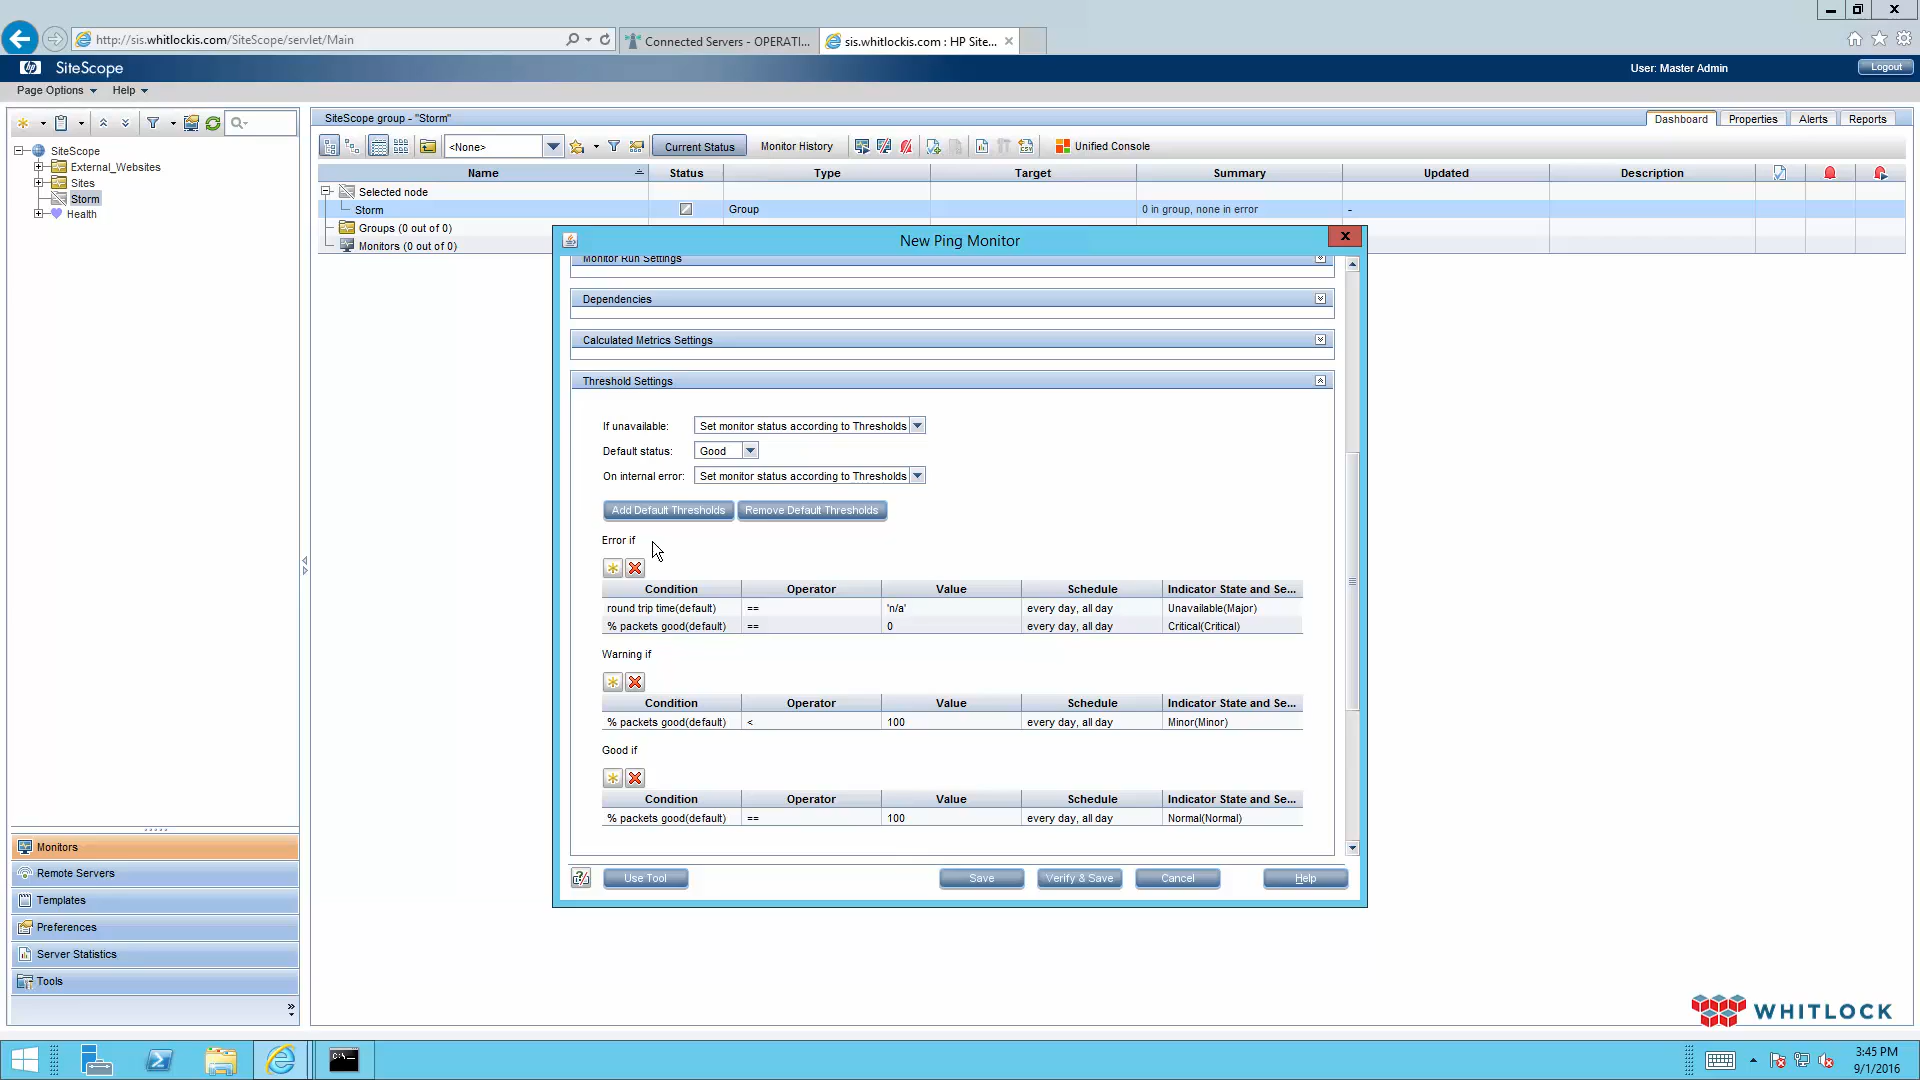 http://sis.whitlockis.com/SiteScope/servlet/Main
Connected Servers - OPERATI...
sis.whitlockis.com : HP Site...
hp SiteScope
User: Master Admin
Logout
Page Options
Help
SiteScope group - "Storm"
Dashboard
Properties
Alerts
Reports
<None>
Current Status
Monitor History
Unified Console
SiteScope
External_Websites
Sites
Storm
Health
Name Status Type Target Summary Updated Description
Selected node
Storm Group 0 in group, none in error -
Groups (0 out of 0)
Monitors (0 out of 0)
New Ping Monitor
Monitor Run Settings
Dependencies
Calculated Metrics Settings
Threshold Settings
If unavailable: Set monitor status according to Thresholds
Default status: Good
On internal error: Set monitor status according to Thresholds
Add Default Thresholds Remove Default Thresholds
Error if
Condition Operator Value Schedule Indicator State and Se...
round trip time(default) == 'n/a' every day, all day Unavailable(Major)
% packets good(default) == 0 every day, all day Critical(Critical)
Warning if
Condition Operator Value Schedule Indicator State and Se...
% packets good(default) < 100 every day, all day Minor(Minor)
Good if
Condition Operator Value Schedule Indicator State and Se...
% packets good(default) == 100 every day, all day Normal(Normal)
Use Tool
Save
Verify & Save
Cancel
Help
Monitors
Remote Servers
Templates
Preferences
Server Statistics
Tools
WHITLOCK
3:45 PM
9/1/2016